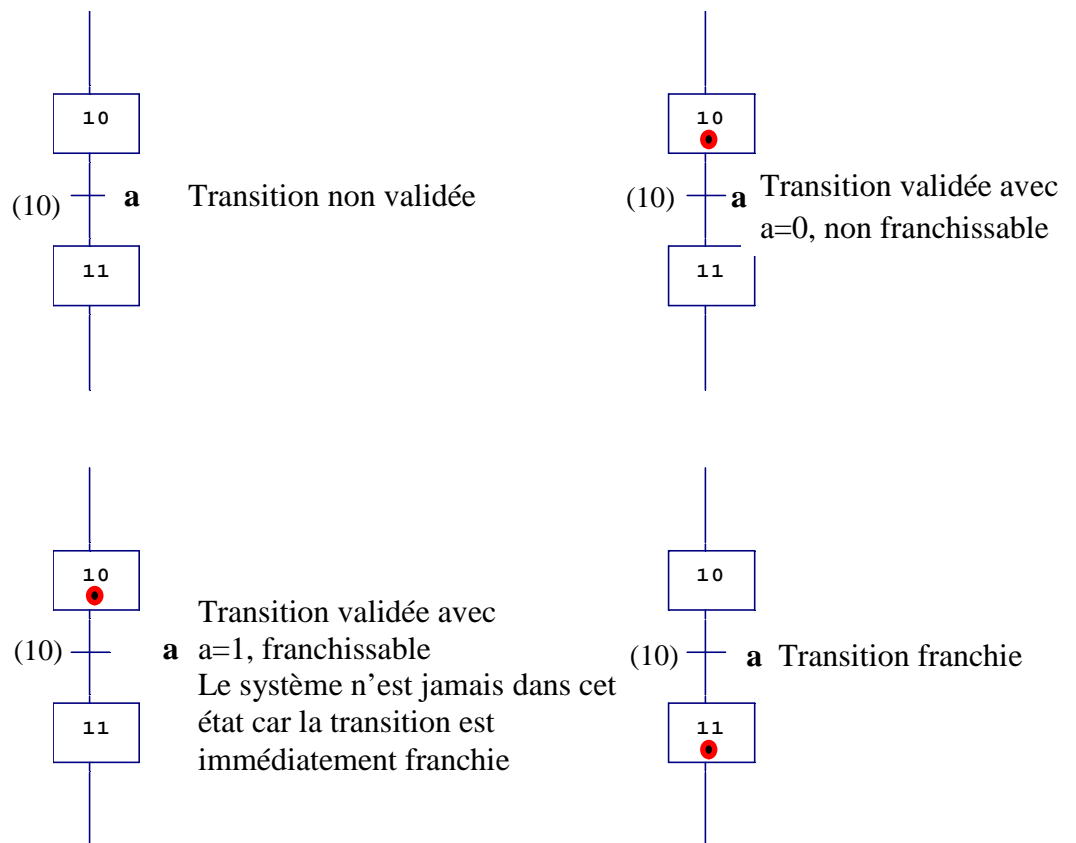 10
(10) a Transition non validée
11
10
(10) a Transition validée avec
a=0, non franchissable
11
10
(10) a Transition validée avec
a=1, franchissable
Le système n’est jamais dans cet
état car la transition est
immédiatement franchie
11
10
(10) a Transition franchie
11